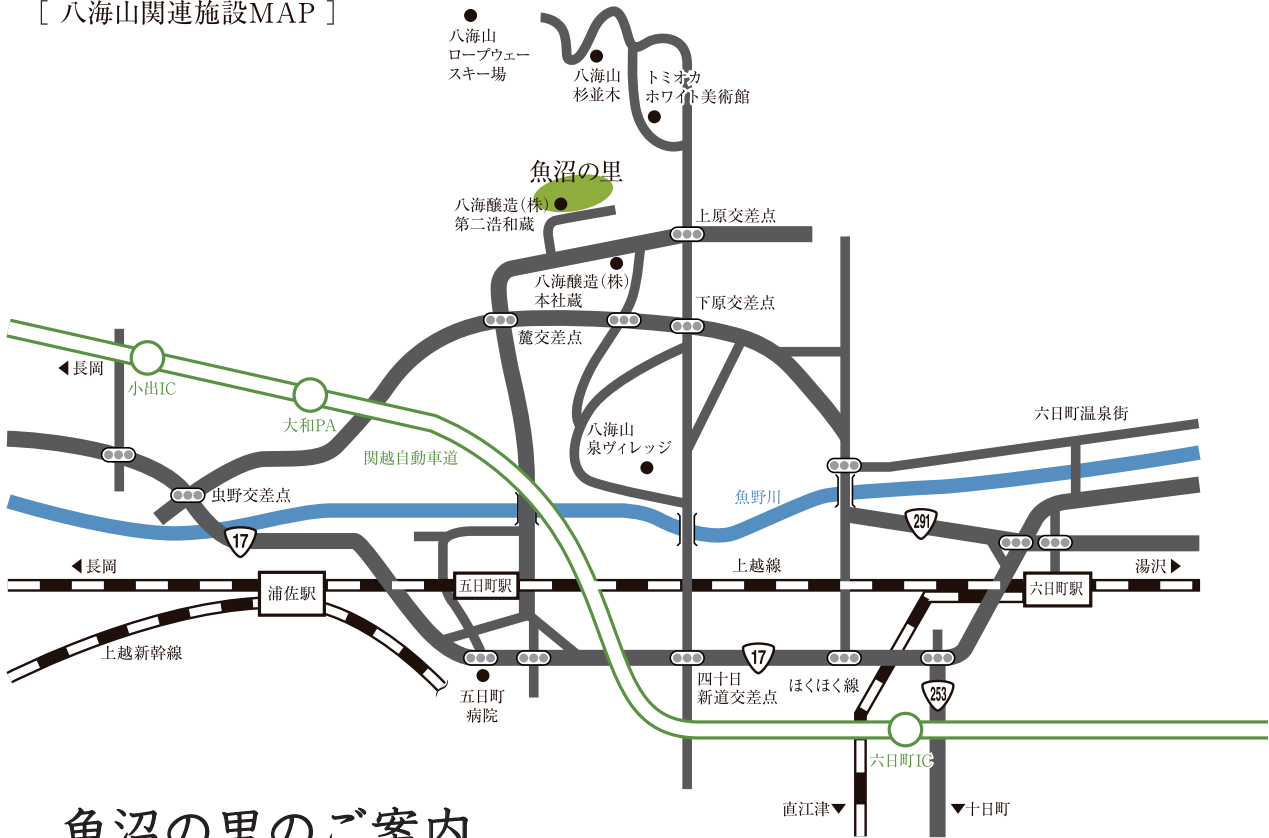 ［ 八海山関連施設MAP ］
八海山
ロープウェー
スキー場
八海山
杉並木
トミオカ
ホワイト美術館
魚沼の里
八海醸造（株）
第二浩和蔵
上原交差点
八海醸造（株）
本社蔵
下原交差点
麓交差点
長岡
小出IC
大和PA
関越自動車道
八海山
泉ヴィレッジ
六日町温泉街
虫野交差点
魚野川
291
17
長岡
上越線
湯沢
浦佐駅
五日町駅
六日町駅
上越新幹線
17
四十日
新道交差点
ほくほく線
253
五日町
病院
六日町IC
直江津
十日町
魚沼の里のご案内